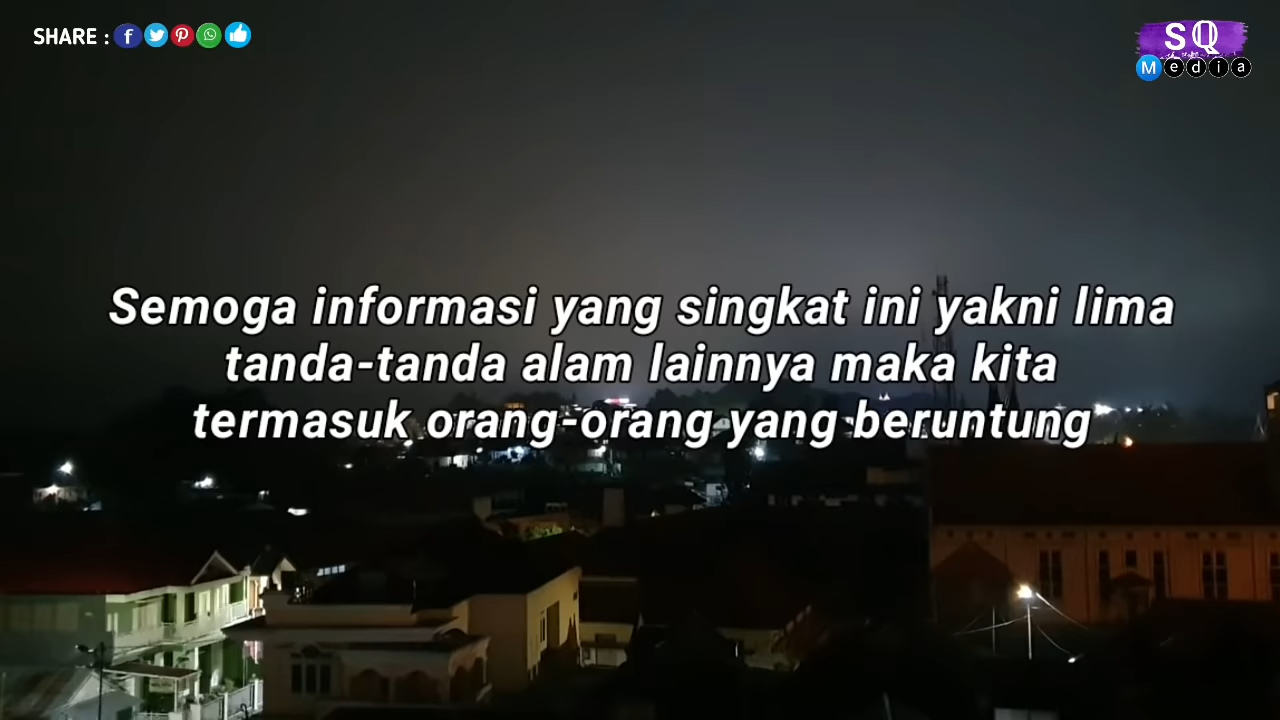 SHARE :
SQ
Media
Semoga informasi yang singkat ini yakni lima
tanda-tanda alam lainnya maka kita
termasuk orang-orang yang beruntung